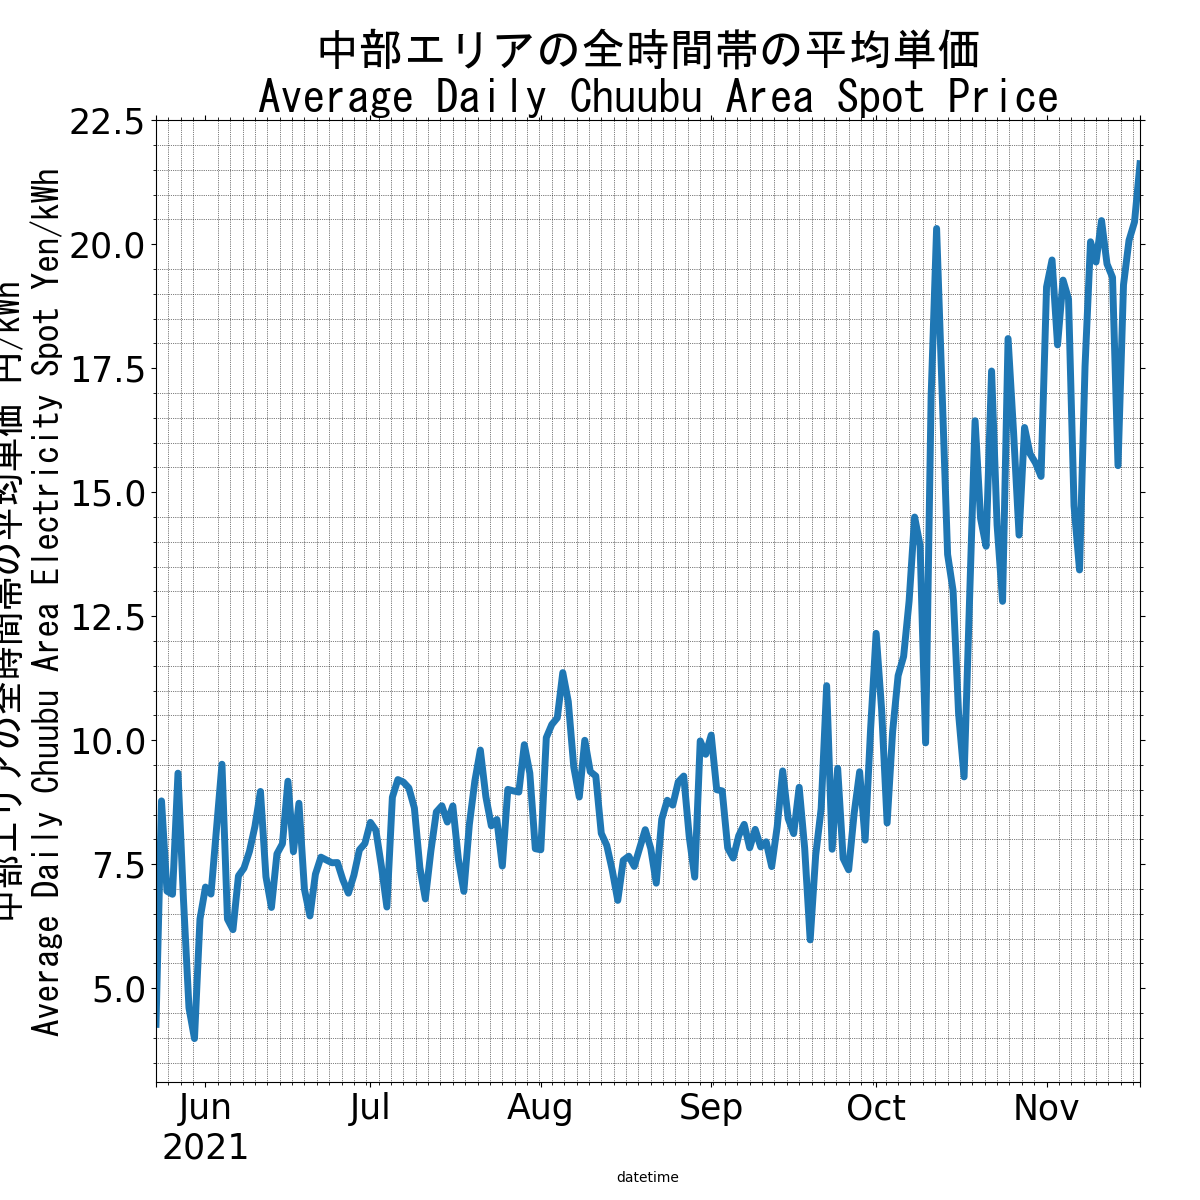 中部エリアの全時間帯の平均単価
Average Daily Chuubu Area Spot Price
中部エリアの全時間帯の平均単価 円/kWh
Average Daily Chuubu Area Area Electricity Spot Yen/kWh
22.5
20.0
17.5
15.0
12.5
10.0
7.5
5.0
Jun Jul Aug Sep Oct Nov
2021
datetime